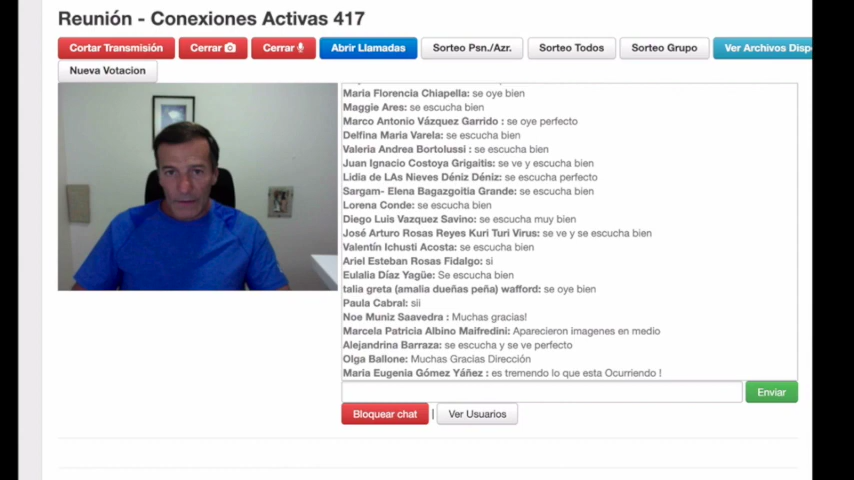 Reunión - Conexiones Activas 417
Cortar Transmisión Cerrar Cerrar Abrir Llamadas Sorteo Psn./Azr. Sorteo Todos Sorteo Grupo Ver Archivos Disp
Nueva Votacion
Maria Florencia Chiapella: se oye bien
Maggie Ares: se escucha bien
Marco Antonio Vázquez Garrido : se oye perfecto
Delfina Maria Varela: se escucha bien
Valeria Andrea Bortolussi : se escucha bien
Juan Ignacio Costoya Grigaitis: se ve y escucha bien
Lidia de LAs Nieves Déniz Déniz: se escucha perfecto
Sargam- Elena Bagazgoitia Grande: se escucha bien
Lorena Conde: se escucha bien
Diego Luis Vazquez Savino: se escucha muy bien
José Arturo Rosas Reyes Kuri Turi Virus: se ve y se escucha bien
Valentín Ichusti Acosta: se escucha bien
Ariel Esteban Rosas Fidalgo: si
Eulalia Díaz Yagüe: Se escucha bien
talia greta (amalia dueñas peña) wafford: se oye bien
Paula Cabral: sii
Noe Muniz Saavedra : Muchas gracias!
Marcela Patricia Albino Maifredini: Aparecieron imagenes en medio
Alejandrina Barraza: se escucha y se ve perfecto
Olga Ballone: Muchas Gracias Dirección
Maria Eugenia Gómez Yáñez : es tremendo lo que esta Ocurriendo !
Enviar
Bloquear chat | Ver Usuarios